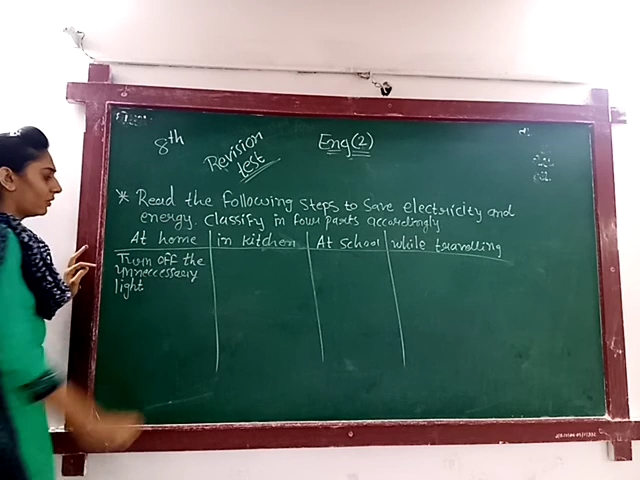 8th
Revision
test
Eng(2)
* Read the following steps to save electricity and
energy. Classify in four parts accordingly
At home in kitchen At school while travelling
Turn off the
Unneccessary
light